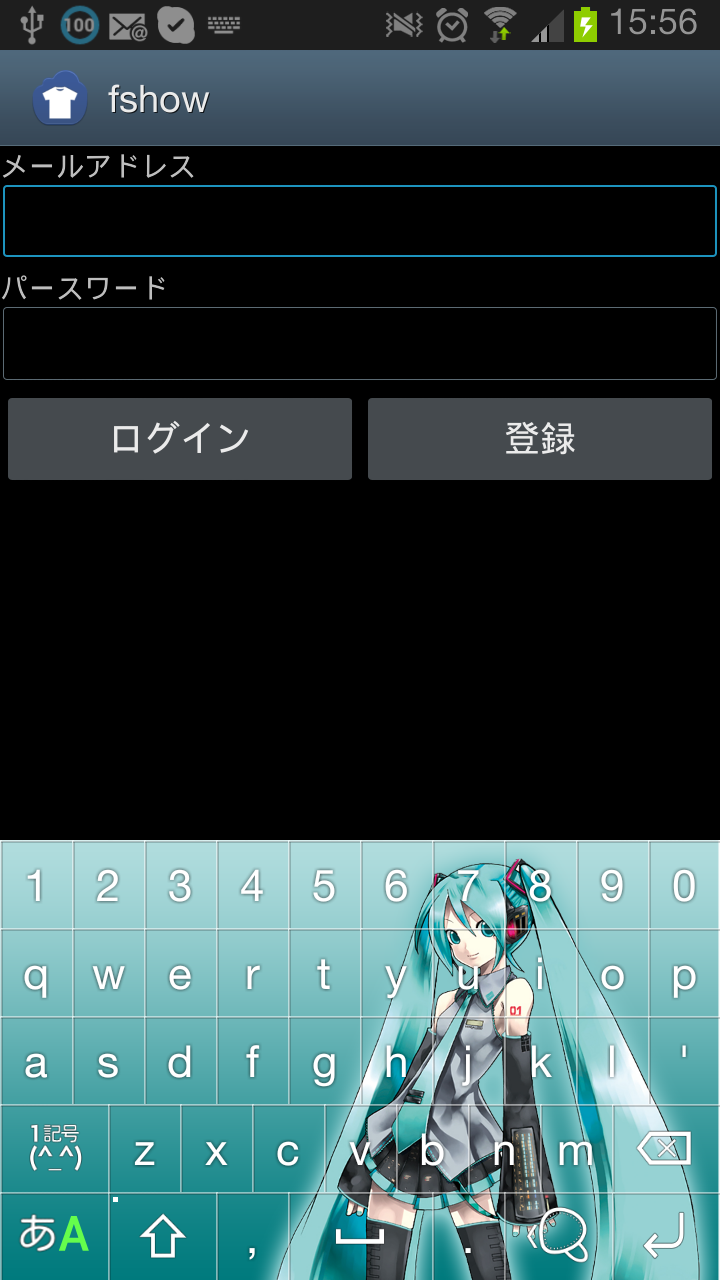 100 15:56
fshow
メールアドレス
パースワード
ログイン 登録
1 2 3 4 5 6 7 8 9 0
q w e r t y u i o p
01
a s d f g h j k l '
1記号
(^_^) z x c v b n m
あA , .